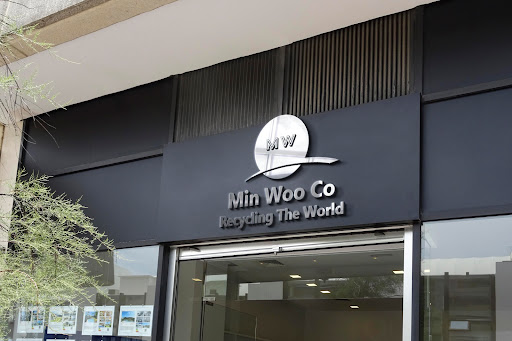 MW
Min Woo Co
Recycling The World